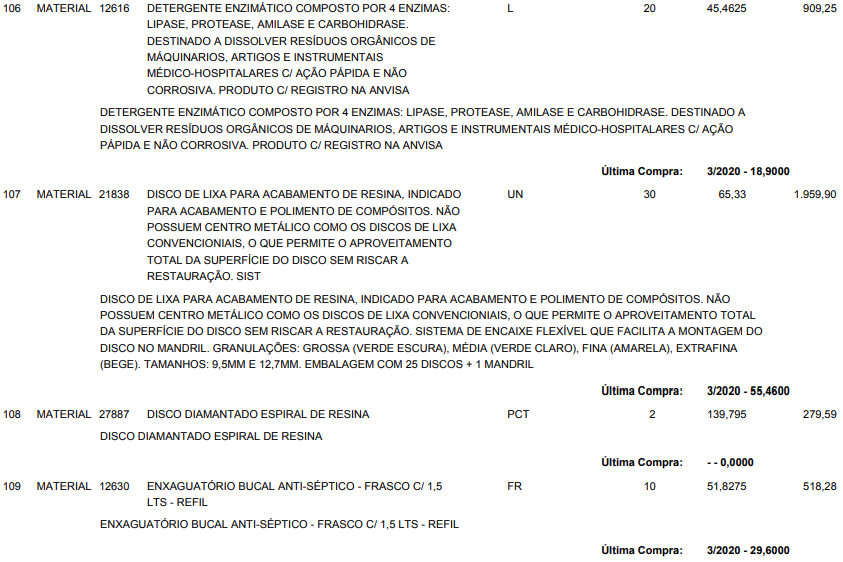 106 MATERIAL 12616 DETERGENTE ENZIMÁTICO COMPOSTO POR 4 ENZIMAS: L 20 45,4625 909,25
LIPASE, PROTEASE, AMILASE E CARBOHIDRASE.
DESTINADO A DISSOLVER RESÍDUOS ORGÂNICOS DE
MÁQUINARIOS, ARTIGOS E INSTRUMENTAIS
MÉDICO-HOSPITALARES C/ AÇÃO PÁPIDA E NÃO
CORROSIVA. PRODUTO C/ REGISTRO NA ANVISA
DETERGENTE ENZIMÁTICO COMPOSTO POR 4 ENZIMAS: LIPASE, PROTEASE, AMILASE E CARBOHIDRASE. DESTINADO A
DISSOLVER RESÍDUOS ORGÂNICOS DE MÁQUINARIOS, ARTIGOS E INSTRUMENTAIS MÉDICO-HOSPITALARES C/ AÇÃO
PÁPIDA E NÃO CORROSIVA. PRODUTO C/ REGISTRO NA ANVISA
Última Compra: 3/2020 - 18,9000
107 MATERIAL 21838 DISCO DE LIXA PARA ACABAMENTO DE RESINA, INDICADO UN 30 65,33 1.959,90
PARA ACABAMENTO E POLIMENTO DE COMPÓSITOS. NÃO
POSSUEM CENTRO METÁLICO COMO OS DISCOS DE LIXA
CONVENCIONAIS, O QUE PERMITE O APROVEITAMENTO
TOTAL DA SUPERFÍCIE DO DISCO SEM RISCAR A
RESTAURAÇÃO. SIST
DISCO DE LIXA PARA ACABAMENTO DE RESINA, INDICADO PARA ACABAMENTO E POLIMENTO DE COMPÓSITOS. NÃO
POSSUEM CENTRO METÁLICO COMO OS DISCOS DE LIXA CONVENCIONAIS, O QUE PERMITE O APROVEITAMENTO TOTAL
DA SUPERFÍCIE DO DISCO SEM RISCAR A RESTAURAÇÃO. SISTEMA DE ENCAIXE FLEXÍVEL QUE FACILITA A MONTAGEM DO
DISCO NO MANDRIL. GRANULAÇÕES: GROSSA (VERDE ESCURA), MÉDIA (VERDE CLARO), FINA (AMARELA), EXTRAFINA
(BEGE). TAMANHOS: 9,5MM E 12,7MM. EMBALAGEM COM 25 DISCOS + 1 MANDRIL
Última Compra: 3/2020 - 55,4600
108 MATERIAL 27887 DISCO DIAMANTADO ESPIRAL DE RESINA PCT 2 139,795 279,59
DISCO DIAMANTADO ESPIRAL DE RESINA
Última Compra: - - 0,0000
109 MATERIAL 12630 ENXAGUATÓRIO BUCAL ANTI-SÉPTICO - FRASCO C/ 1,5 FR 10 51,8275 518,28
LTS - REFIL
ENXAGUATÓRIO BUCAL ANTI-SÉPTICO - FRASCO C/ 1,5 LTS - REFIL
Última Compra: 3/2020 - 29,6000